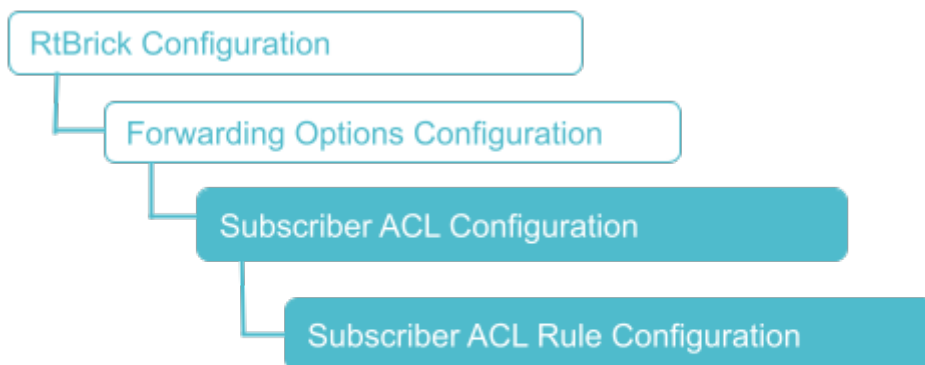 RtBrick Configuration
Forwarding Options Configuration
Subscriber ACL Configuration
Subscriber ACL Rule Configuration